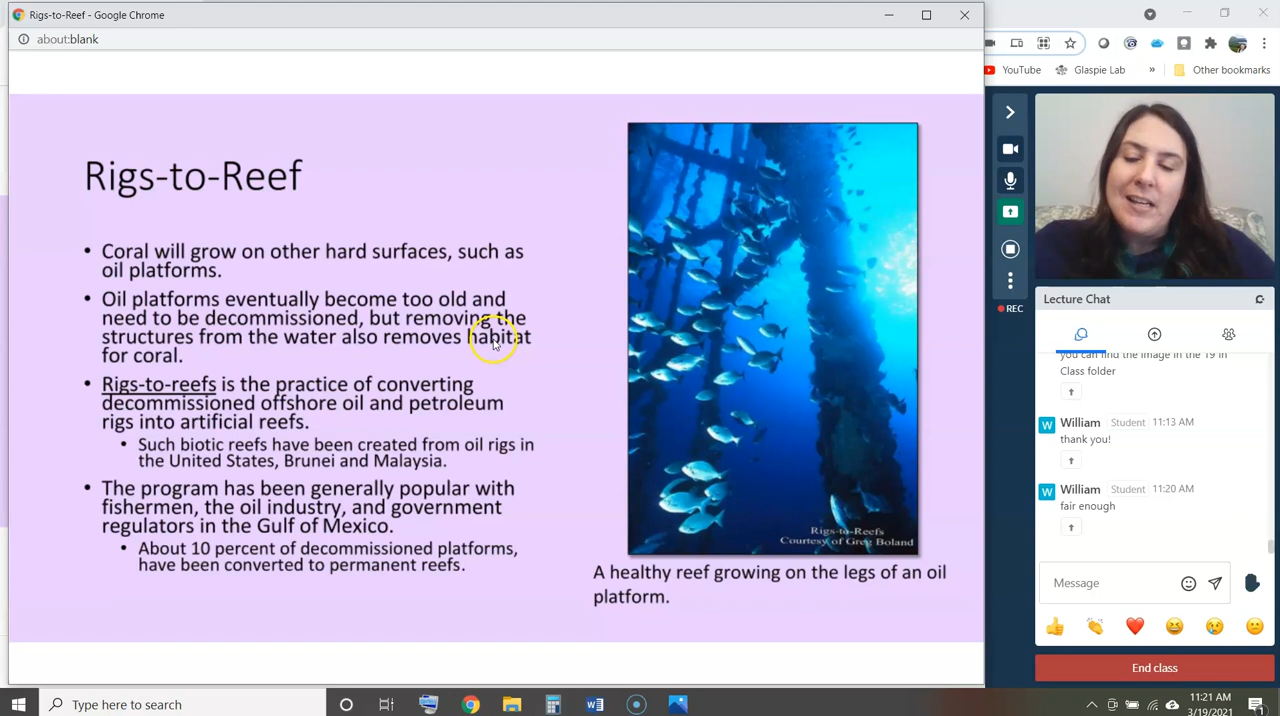 Rigs-to-Reef - Google Chrome
about:blank
YouTube
Glaspie Lab
»
Other bookmarks
Rigs-to-Reef
• Coral will grow on other hard surfaces, such as
oil platforms.
• Oil platforms eventually become too old and
need to be decommissioned, but removing the
structures from the water also removes habitat
for coral.
• Rigs-to-reefs is the practice of converting
decommissioned offshore oil and petroleum
rigs into artificial reefs.
• Such biotic reefs have been created from oil rigs in
the United States, Brunei and Malaysia.
• The program has been generally popular with
fishermen, the oil industry, and government
regulators in the Gulf of Mexico.
• About 10 percent of decommissioned platforms,
have been converted to permanent reefs.
Rigs-to-Reefs
Courtesy of Greg Boland
A healthy reef growing on the legs of an oil
platform.
REC
Lecture Chat
you can find the image in the 19 in
Class folder
W William Student 11:13 AM
thank you!
W William Student 11:20 AM
fair enough
Message
End class
Type here to search
W
11:21 AM
3/19/2021
1